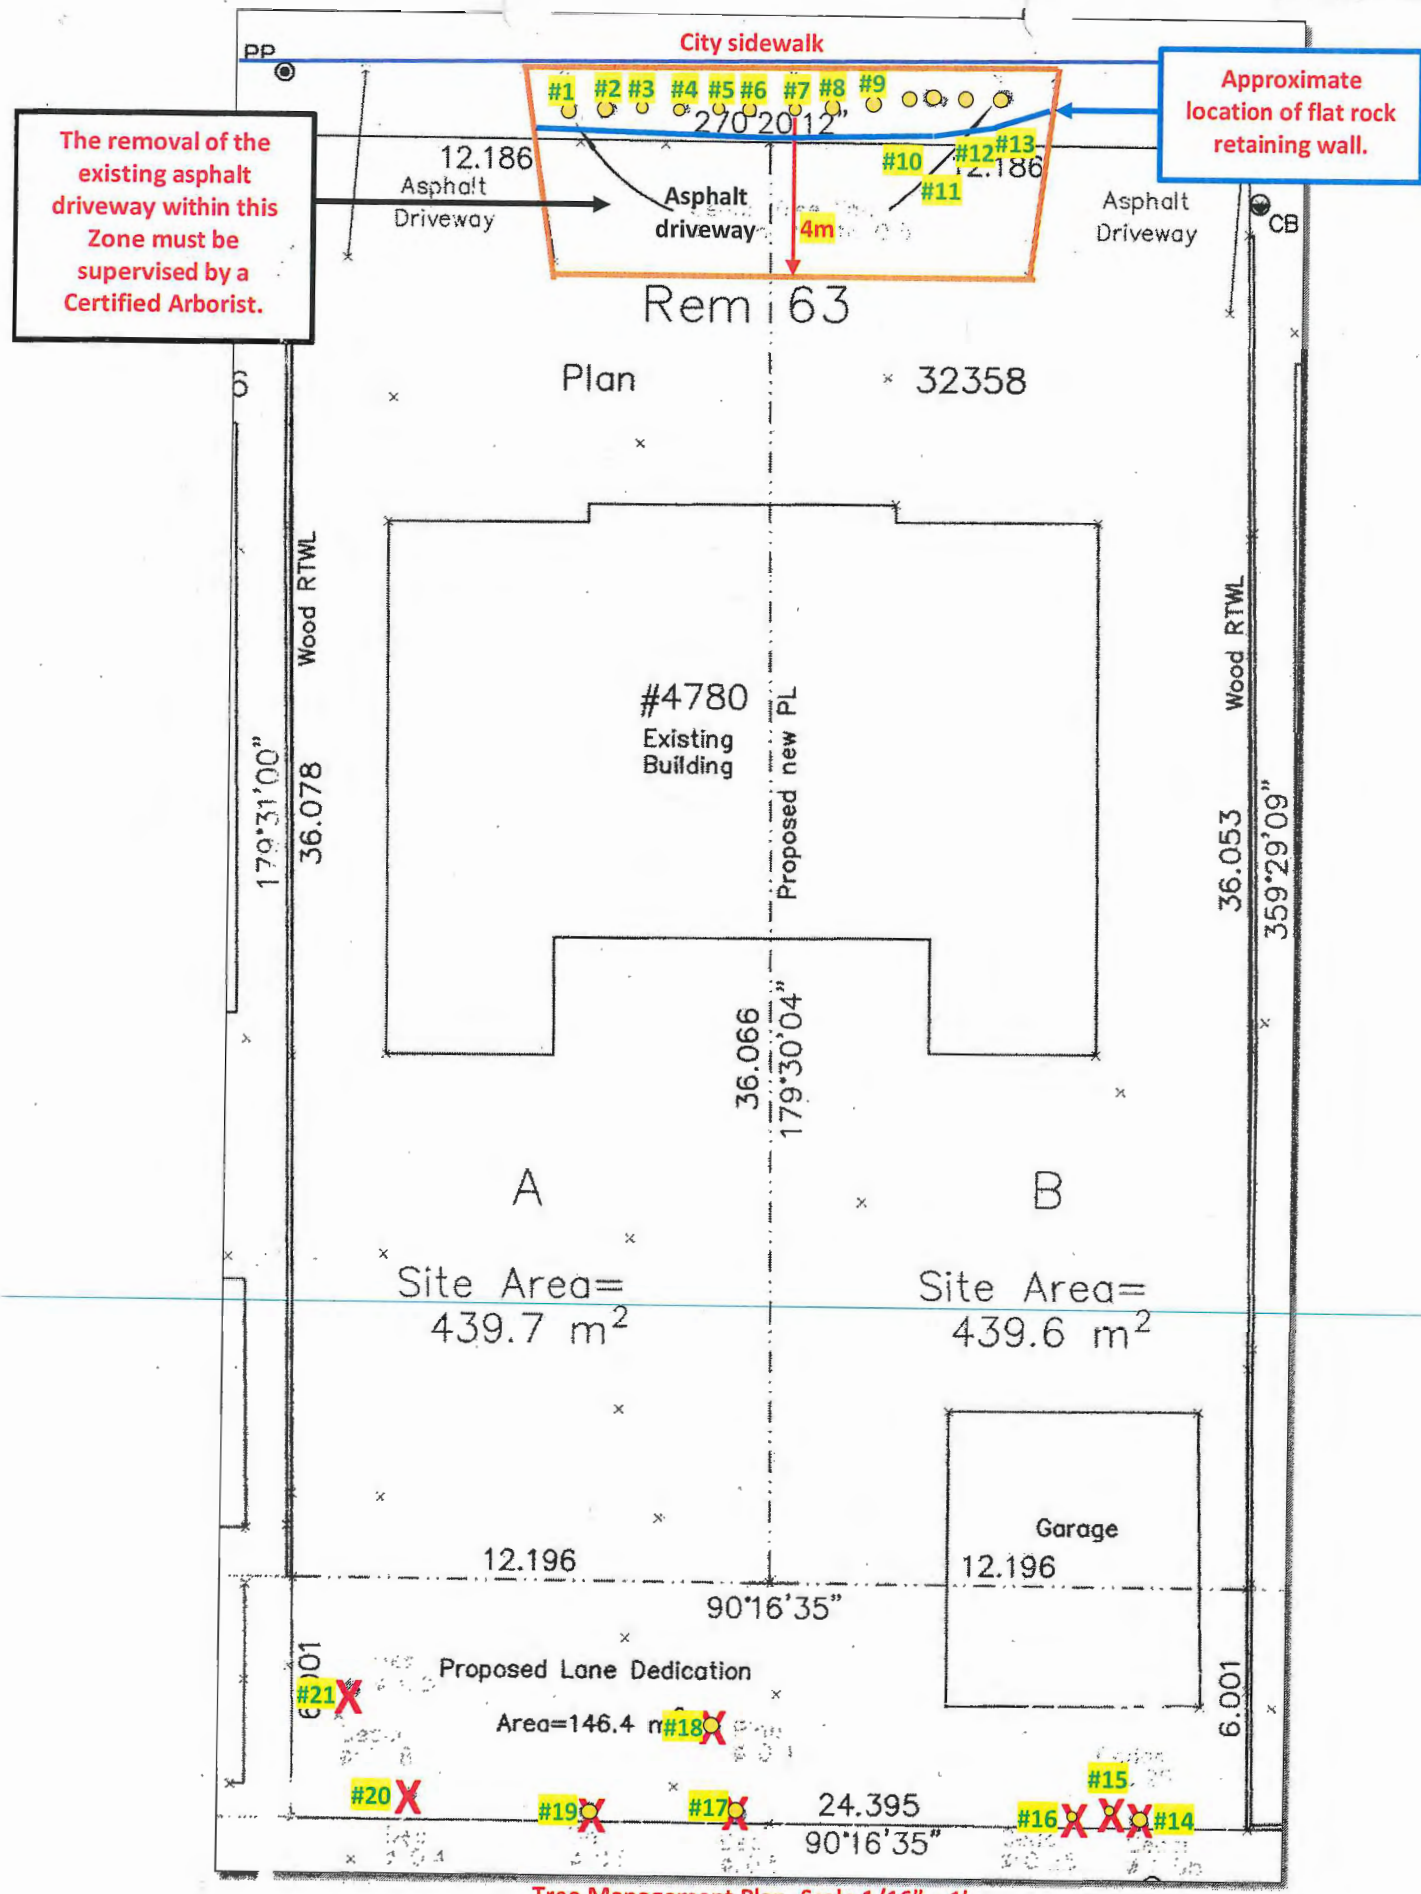 PP
City sidewalk
#1 #2 #3 #4 #5 #6 #7 #8 #9
Approximate
location of flat rock
retaining wall.
270°20'12"
The removal of the
existing asphalt
driveway within this
Zone must be
supervised by a
Certified Arborist.
12.186
#10 #12 #13
12.186
#11
Asphalt
Driveway
Asphalt
driveway
4m
Asphalt
Driveway
CB
Rem 63
6
Plan 32358
Wood RTWL
Wood RTWL
#4780
Existing
Building
Proposed new PL
179°31'00"
36.078
36.053
359°29'09"
36.066
179°30'04"
A
B
Site Area=
439.7 m²
Site Area=
439.6 m²
Garage
12.196
12.196
90°16'35"
6.001
#21
Proposed Lane Dedication
Area=146.4 m
#18
6.001
#20
#19
#17
24.395
90°16'35"
#15
#16
#14